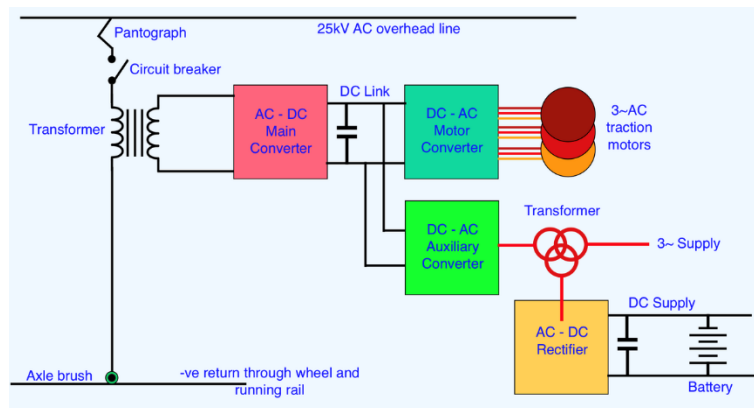 25kV AC overhead line
Pantograph
Circuit breaker
Transformer
AC - DC
Main
Converter
DC Link
DC - AC
Motor
Converter
3~AC
traction
motors
DC - AC
Auxiliary
Converter
Transformer
3~ Supply
AC - DC
Rectifier
DC Supply
Battery
Axle brush
-ve return through wheel and
running rail